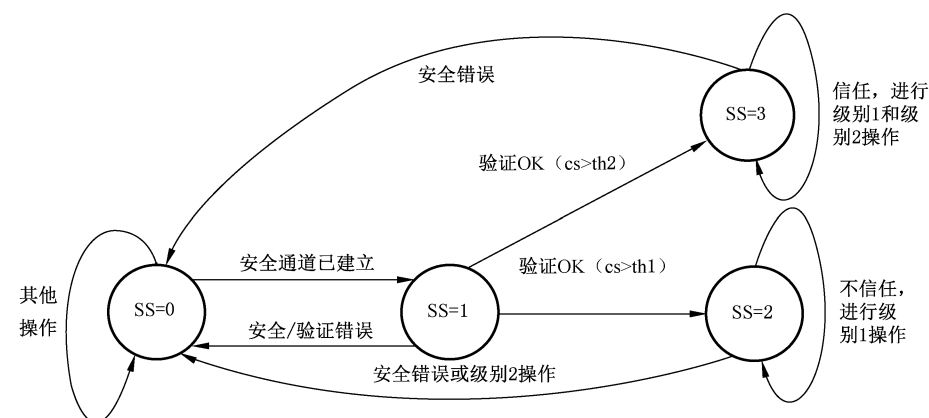 安全错误
SS=3
信任，进行
级别1和级
别2操作
验证OK（cs>th2）
安全通道已建立
验证OK（cs>th1）
其他
操作
SS=0
SS=1
SS=2
不信任，
进行级
别1操作
安全/验证错误
安全错误或级别2操作